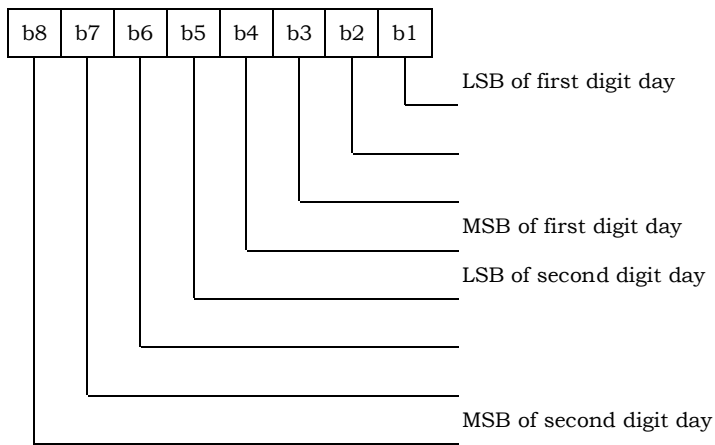 b8 b7 b6 b5 b4 b3 b2 b1
LSB of first digit day
MSB of first digit day
LSB of second digit day
MSB of second digit day